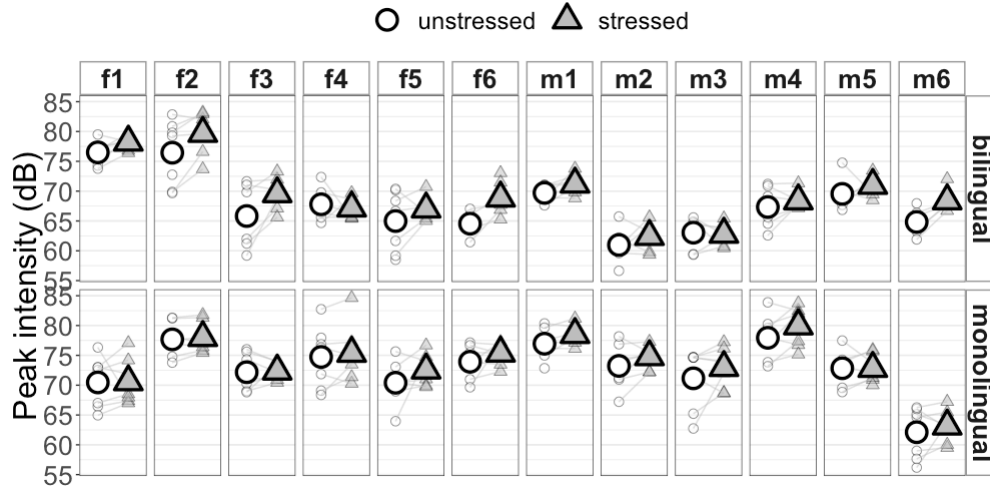 unstressed stressed
f1 f2 f3 f4 f5 f6 m1 m2 m3 m4 m5 m6
Peak intensity (dB)
85
80
75
70
65
60
55
bilingual
85
80
75
70
65
60
55
monolingual